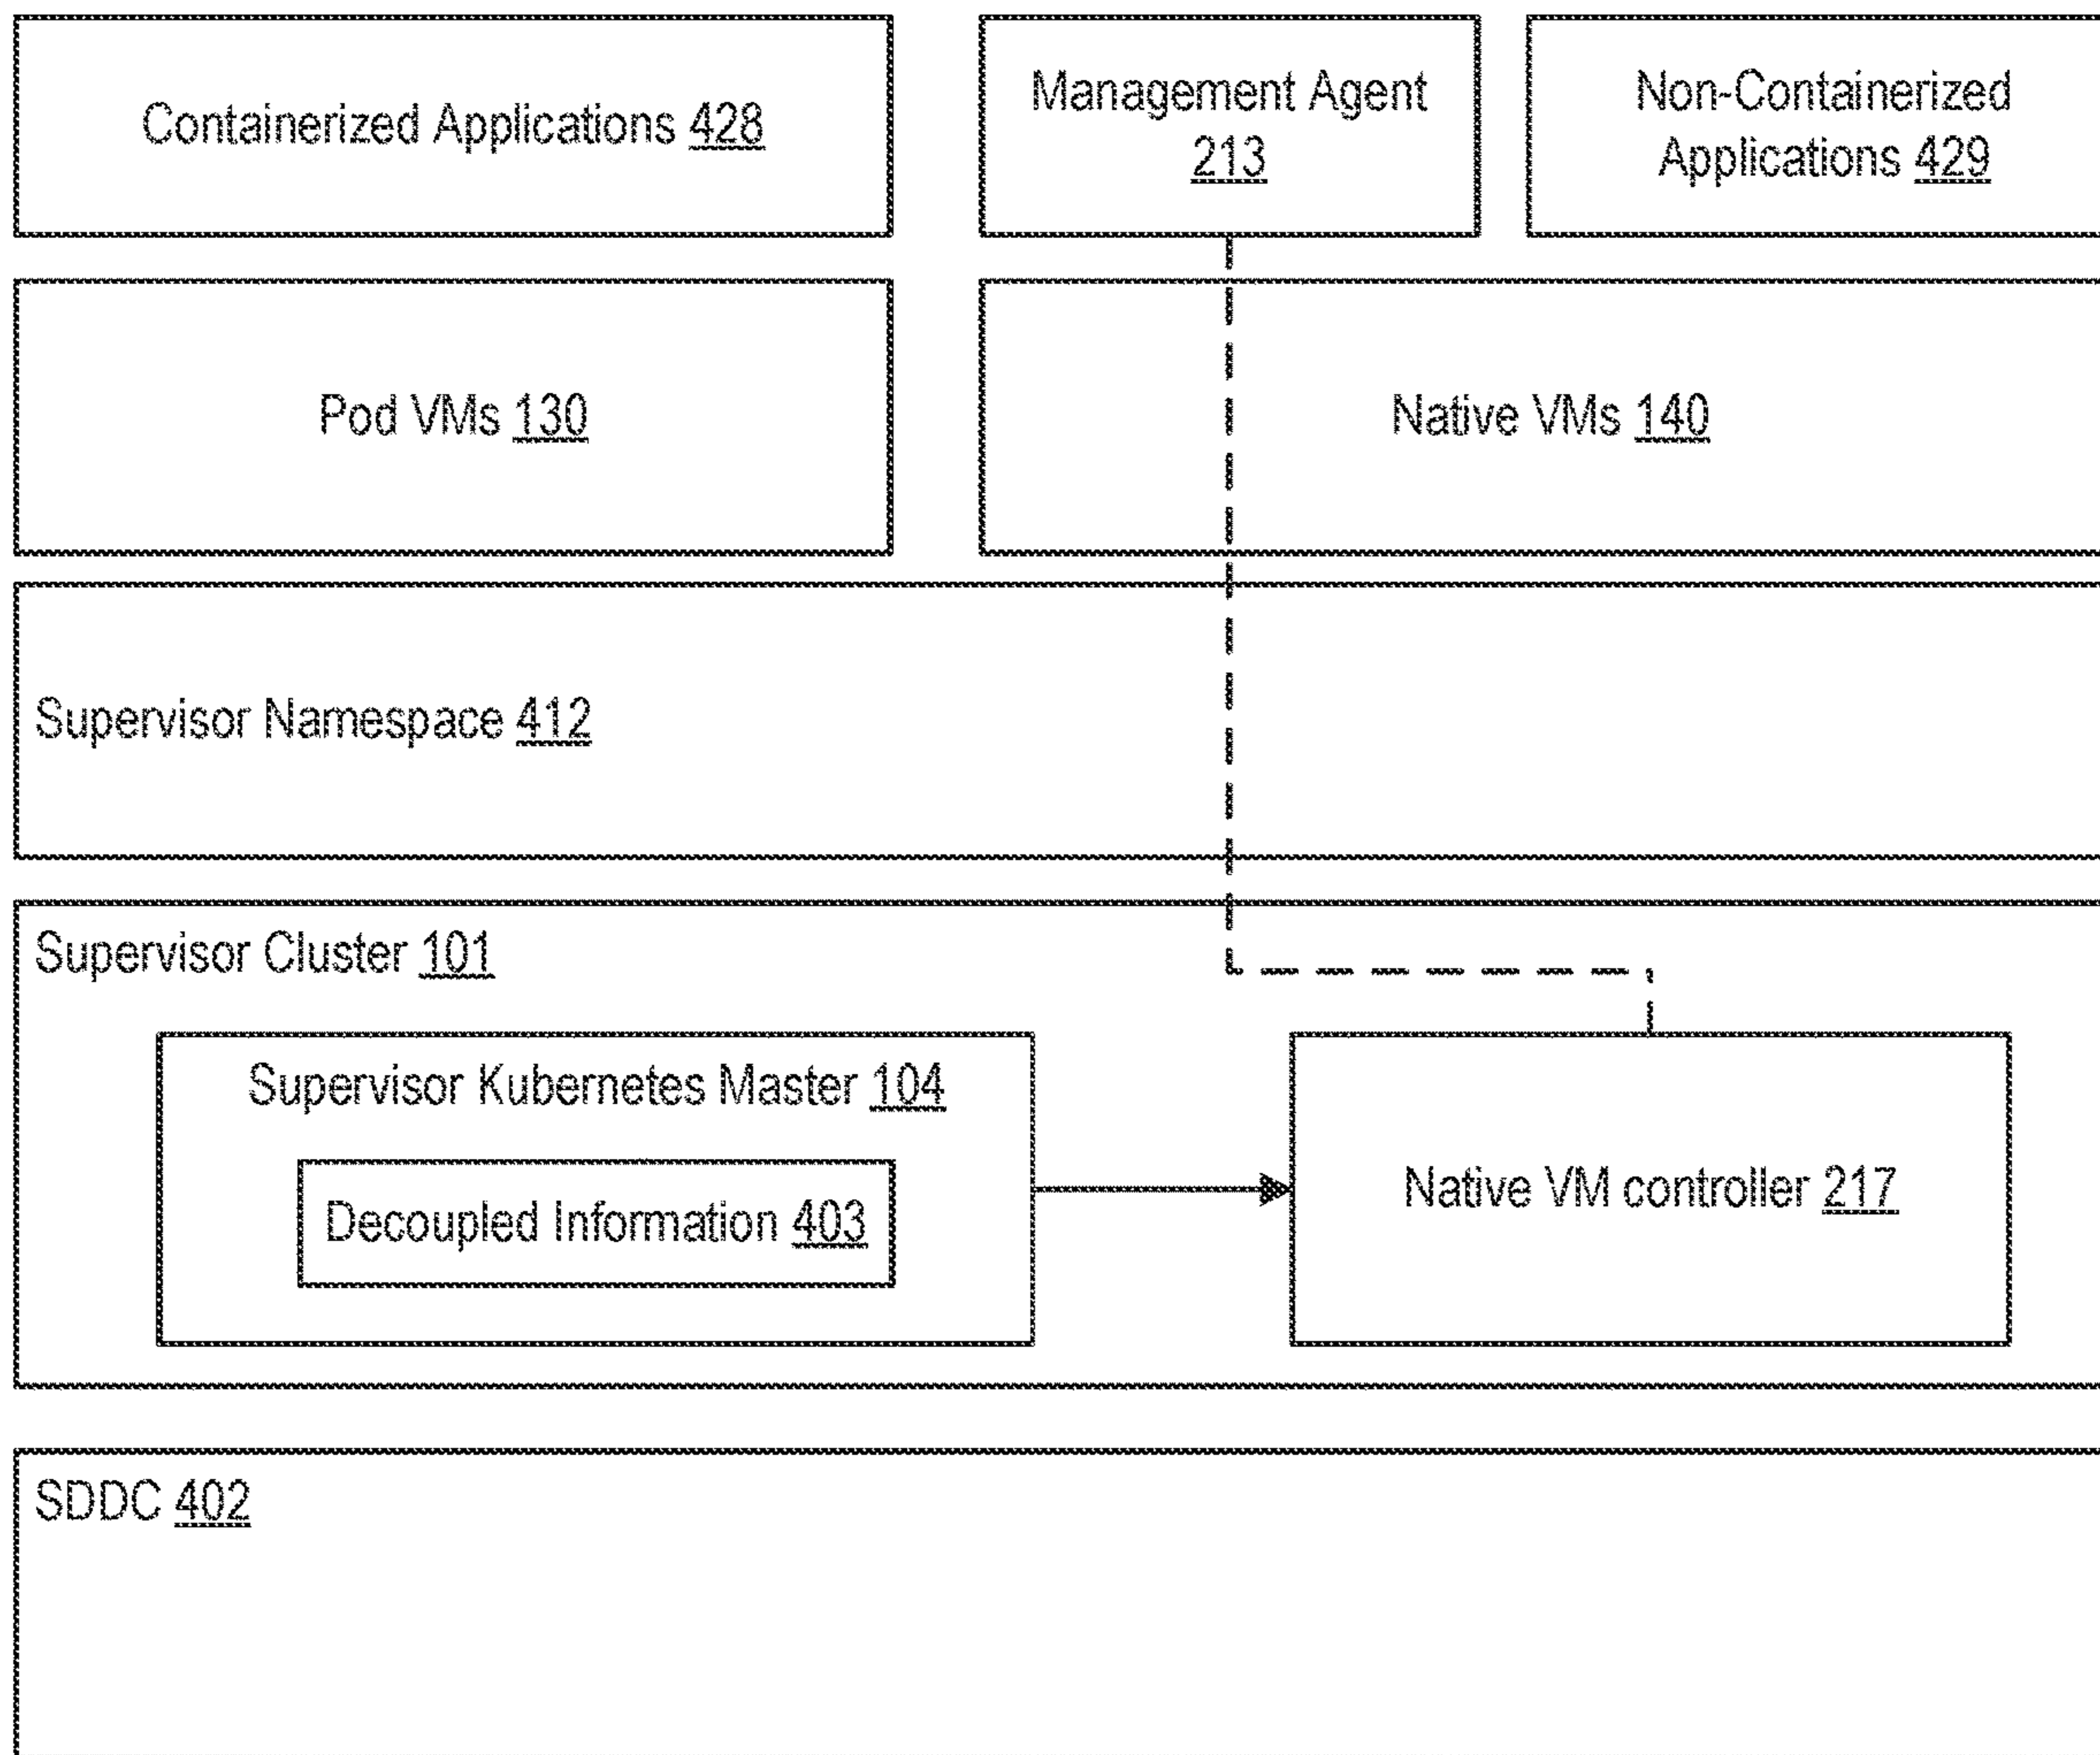 Containerized Applications 428
Management Agent
213
Non-Containerized
Applications 429
Pod VMs 130
Native VMs 140
Supervisor Namespace 412
Supervisor Cluster 101
Supervisor Kubernetes Master 104
Decoupled Information 403
Native VM controller 217
SDDC 402